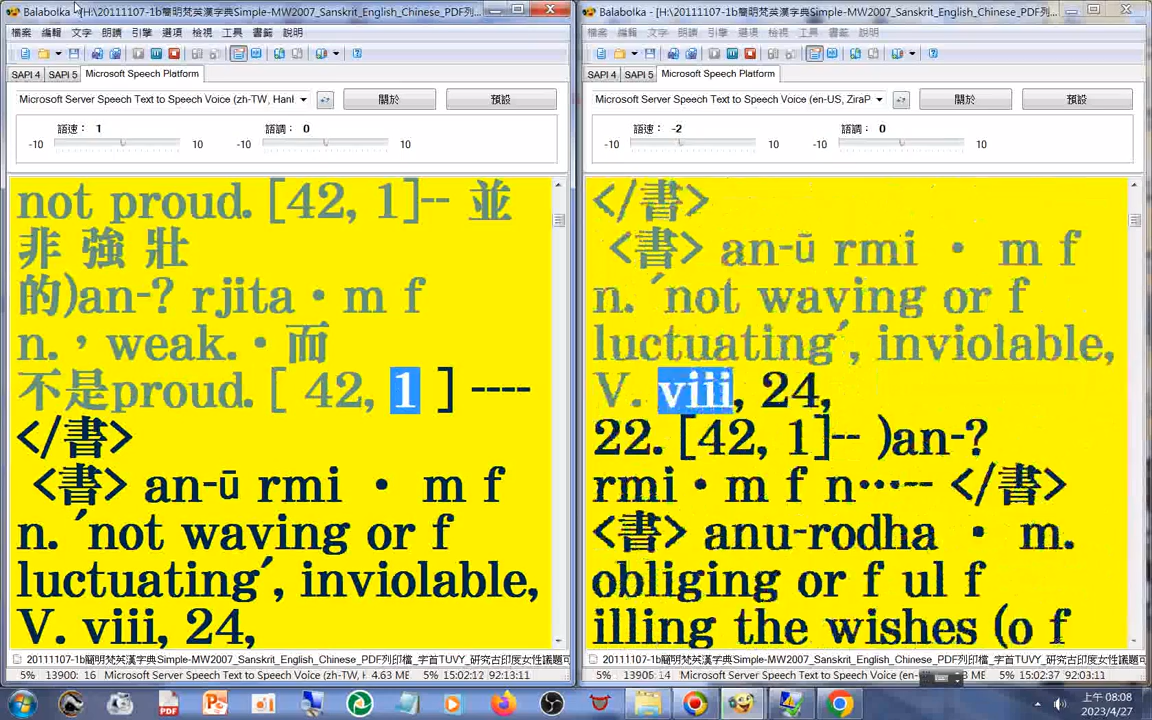 Balabolka - [H:\20111107-1b簡明梵英漢字典Simple-MW2007_Sanskrit_English_Chinese_PDF列...
檔案 編輯 文字 朗讀 引擎 選項 檢視 工具 書籤 說明
SAPI 4 SAPI 5 Microsoft Speech Platform
Microsoft Server Speech Text to Speech Voice (zh-TW, Hanl
關於 預設
語速： 1 語調： 0
-10 10 -10 10
not proud. [42, 1]-- 並
非 強 壯
的)an-? rjita・m f
n.，weak.・而
不是proud. [ 42, 1 ] ----
</書>
<書> an-ū rmi ・ m f
n. ´not waving or f
luctuating´, inviolable,
V. viii, 24,
20111107-1b簡明梵英漢字典Simple-MW2007_Sanskrit_English_Chinese_PDF列印檔_字首TUVY_研究古印度女性議題可
5% 13900: 16 Microsoft Server Speech Text to Speech Voice (zh-TW, H 4.63 ME 5% 15:02:12 92:13:11
Balabolka - [H:\20111107-1b簡明梵英漢字典Simple-MW2007_Sanskrit_English_Chinese_PDF列印...
檔案 編輯 文字 朗讀 引擎 選項 檢視 工具 書籤 說明
SAPI 4 SAPI 5 Microsoft Speech Platform
Microsoft Server Speech Text to Speech Voice (en-US, ZiraP
關於 預設
語速： -2 語調： 0
-10 10 -10 10
</書>
<書> an-ū rmi ・ m f
n. ´not waving or f
luctuating´, inviolable,
V. viii, 24,
22. [42, 1]-- )an-?
rmi・m f n…-- </書>
<書> anu-rodha ・ m.
obliging or f ul f
illing the wishes (o f
20111107-1b簡明梵英漢字典Simple-MW2007_Sanskrit_English_Chinese_PDF列印檔_字首TUVY_研究古印度女性議題可
5% 13905: 14 Microsoft Server Speech Text to Speech 5% 15:02:37 92:03:11
上午 08:08
2023/4/27